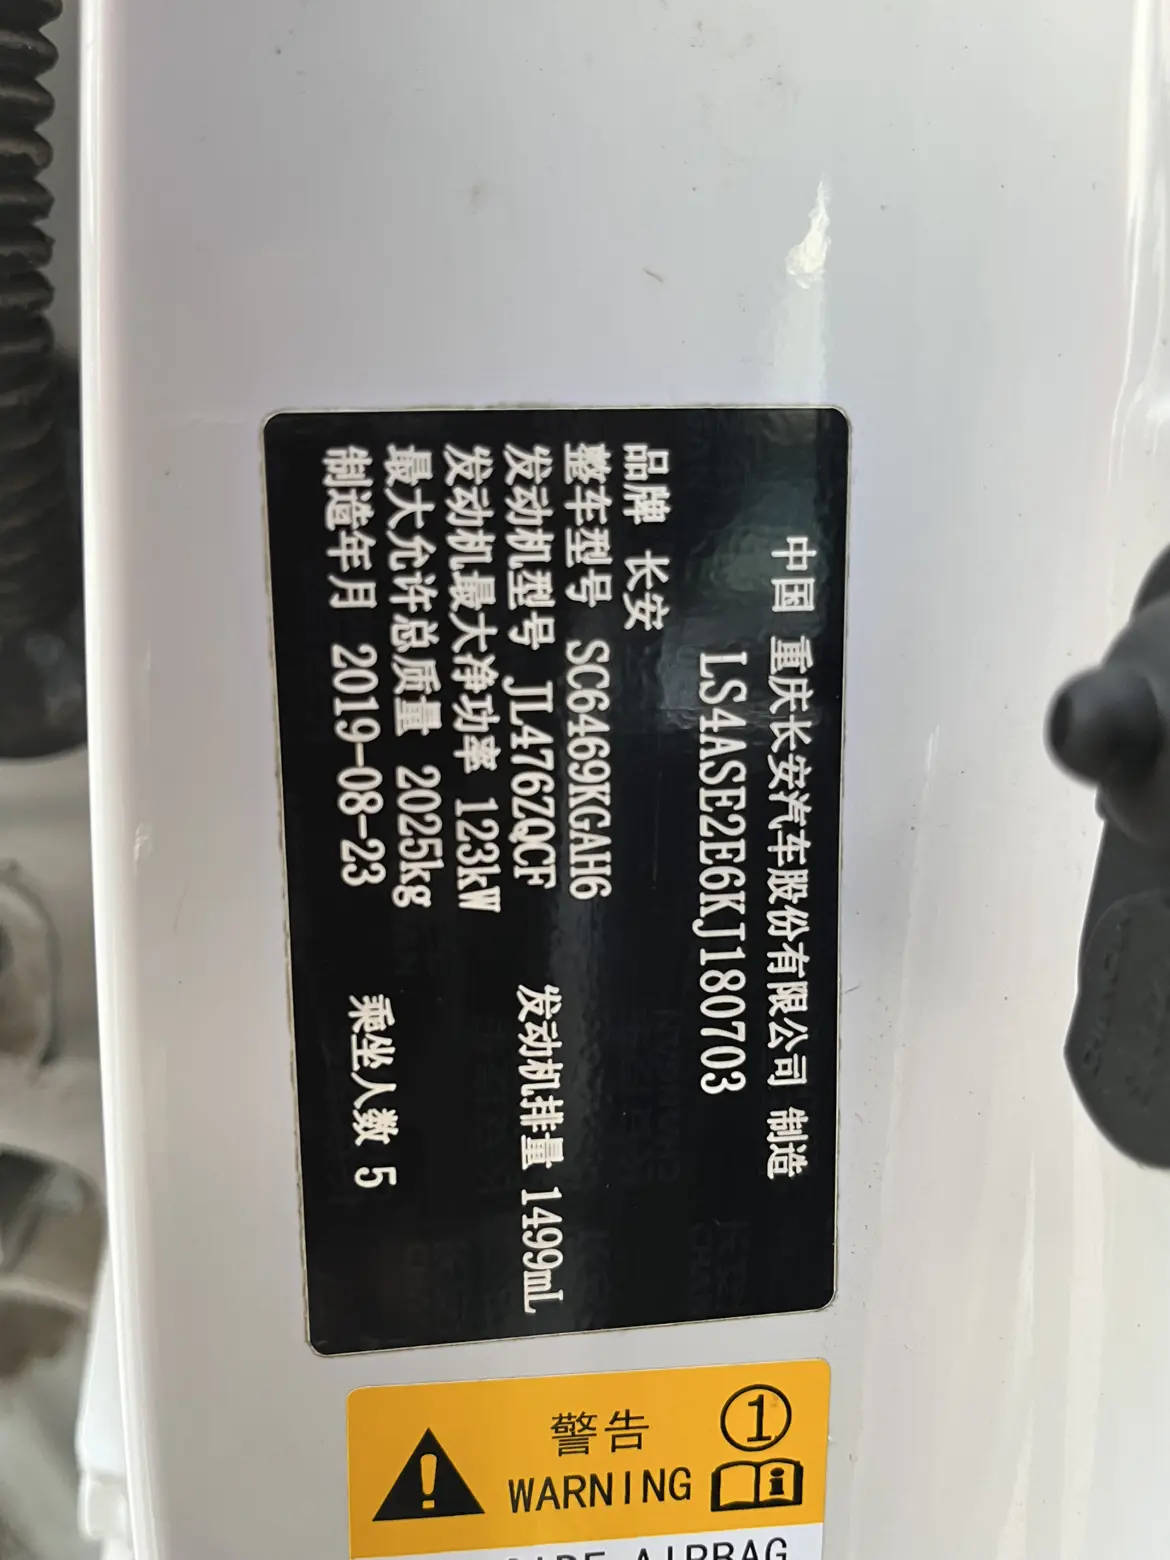 中国 重庆长安汽车股份有限公司 制造
LS4ASE2E6KJ180703
品牌 长安
整车型号 SC6469KGAH6
发动机型号 JL476ZQCF 发动机排量 1499mL
发动机最大净功率 123kW
最大允许总质量 2025kg
制造年月 2019-08-23 乘坐人数 5
警告 ①
WARNING
SIDE AIRBAG